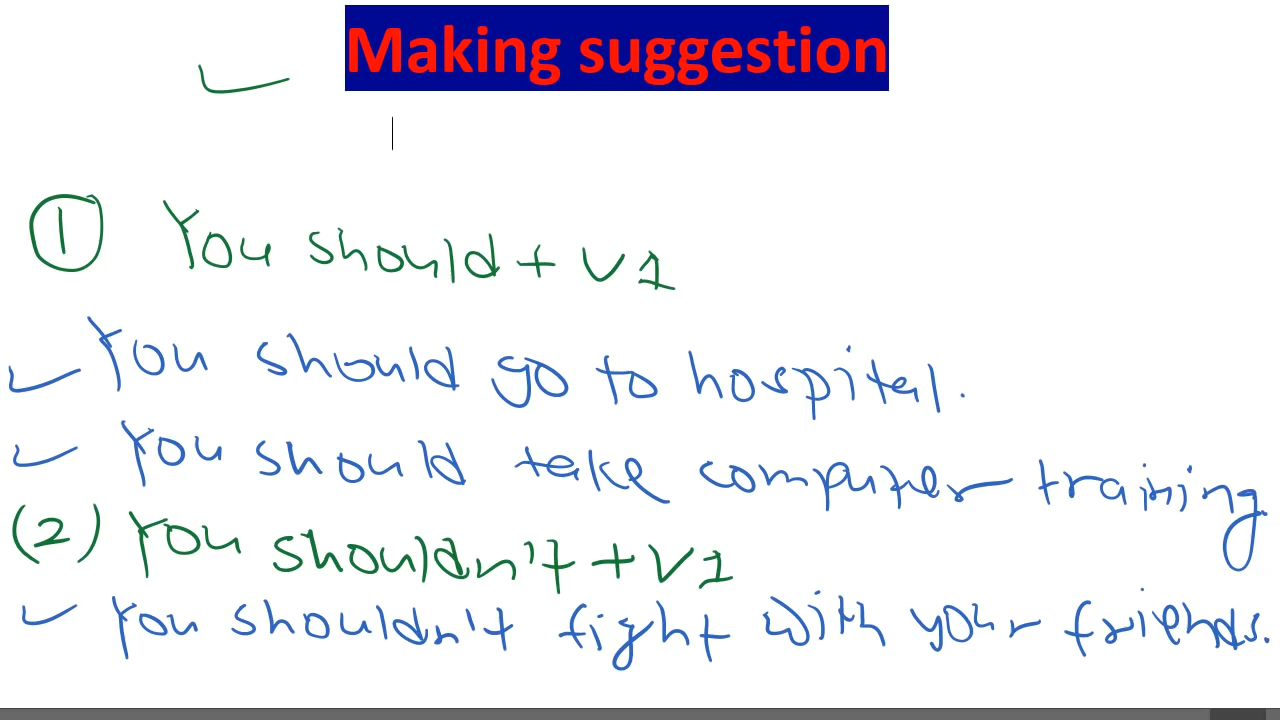 Making suggestion
1 You should + V1
You should go to hospital.
You should take computer training.
(2) You shouldn't + V1
You shouldn't fight with your friends.